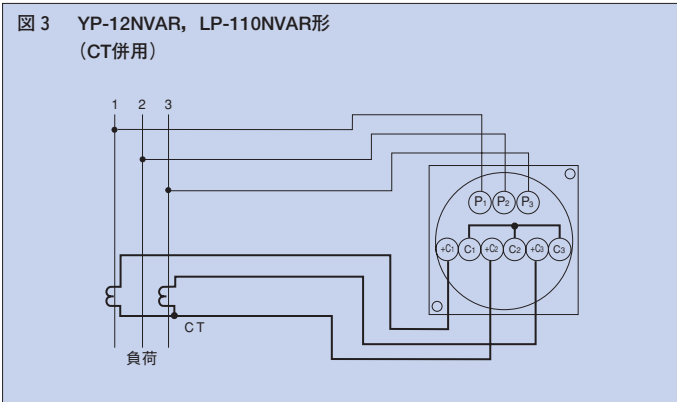 図 3 YP-12NVAR，LP-110NVAR形
（CT併用）
1 2 3
P1 P2 P3
+C1 C1 +C2 C2 +C3 C3
CT
負荷